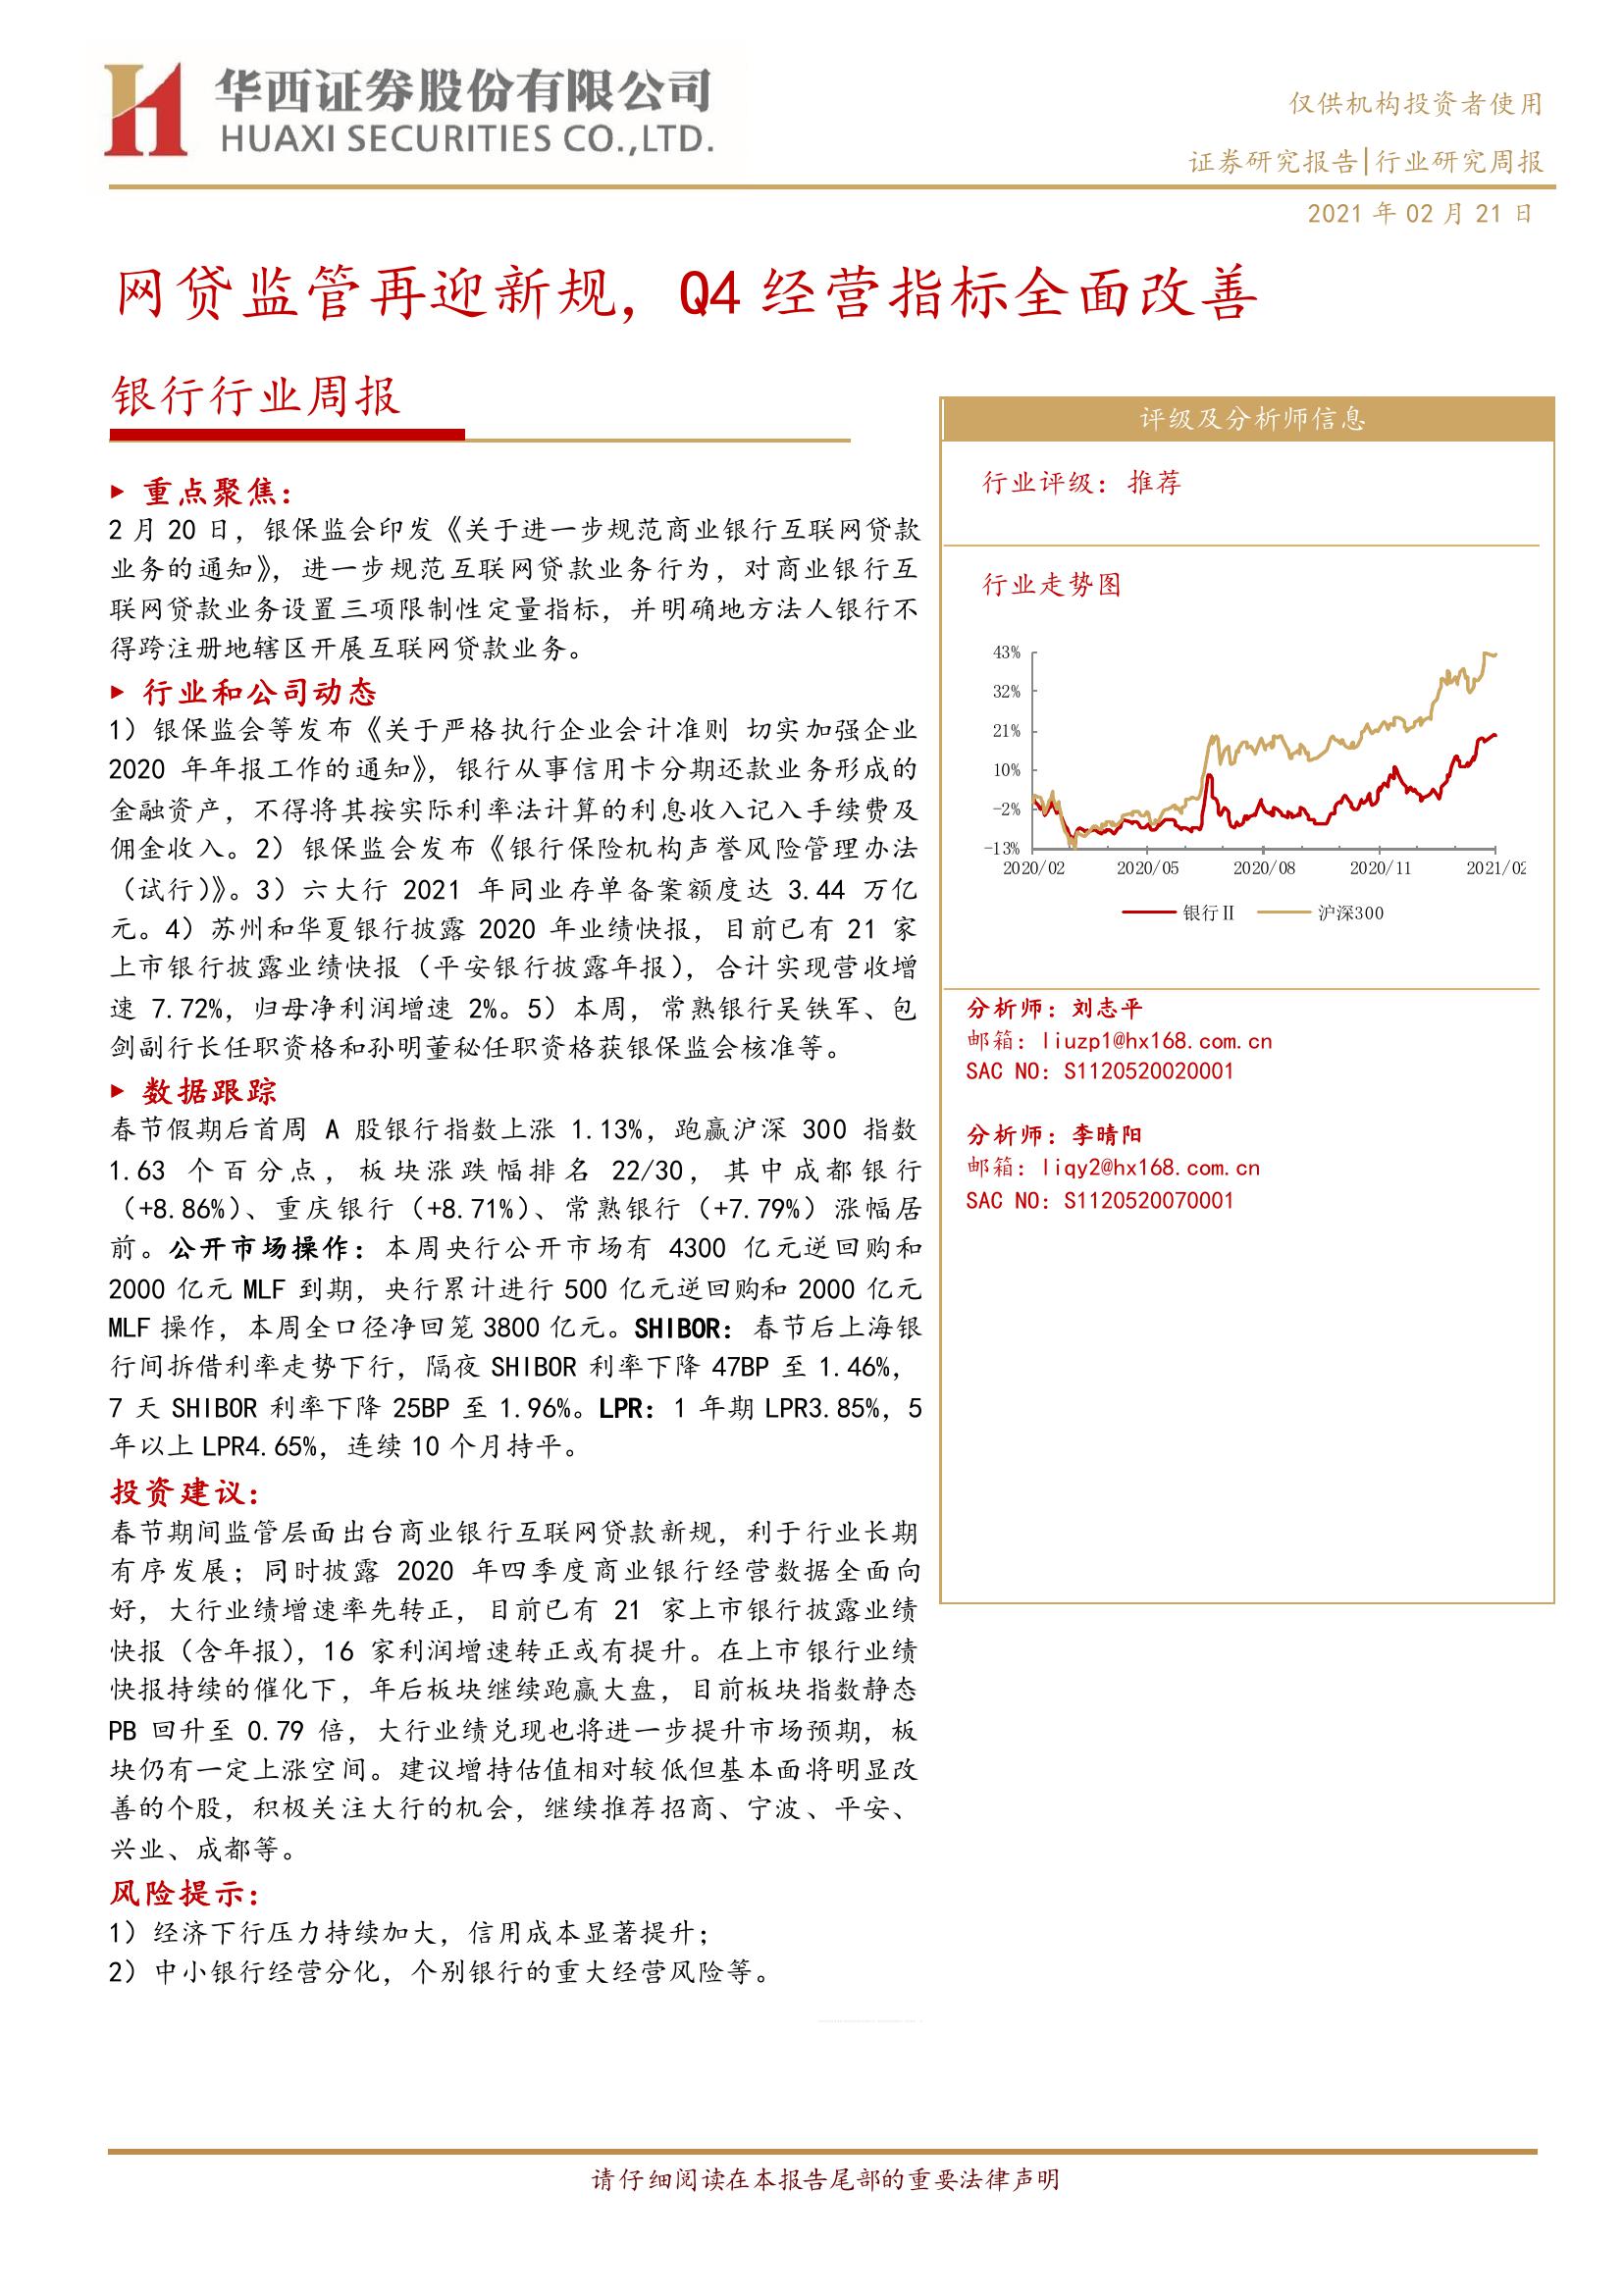 华西证券股份有限公司
HUAXI SECURITIES CO.,LTD.
仅供机构投资者使用
证券研究报告|行业研究周报
2021 年 02 月 21 日
网贷监管再迎新规，Q4 经营指标全面改善
银行行业周报
▶ 重点聚焦：
2 月 20 日，银保监会印发《关于进一步规范商业银行互联网贷款
业务的通知》，进一步规范互联网贷款业务行为，对商业银行互
联网贷款业务设置三项限制性定量指标，并明确地方法人银行不
得跨注册地辖区开展互联网贷款业务。
▶ 行业和公司动态
1）银保监会等发布《关于严格执行企业会计准则 切实加强企业
2020 年年报工作的通知》，银行从事信用卡分期还款业务形成的
金融资产，不得将其按实际利率法计算的利息收入记入手续费及
佣金收入。2）银保监会发布《银行保险机构声誉风险管理办法
（试行）》。3）六大行 2021 年同业存单备案额度达 3.44 万亿
元。4）苏州和华夏银行披露 2020 年业绩快报，目前已有 21 家
上市银行披露业绩快报（平安银行披露年报），合计实现营收增
速 7.72%，归母净利润增速 2%。5）本周，常熟银行吴铁军、包
剑副行长任职资格和孙明董秘任职资格获银保监会核准等。
▶ 数据跟踪
春节假期后首周 A 股银行指数上涨 1.13%，跑赢沪深 300 指数
1.63 个百分点，板块涨跌幅排名 22/30，其中成都银行
（+8.86%）、重庆银行（+8.71%）、常熟银行（+7.79%）涨幅居
前。公开市场操作：本周央行公开市场有 4300 亿元逆回购和
2000 亿元 MLF 到期，央行累计进行 500 亿元逆回购和 2000 亿元
MLF 操作，本周全口径净回笼 3800 亿元。SHIBOR：春节后上海银
行间拆借利率走势下行，隔夜 SHIBOR 利率下降 47BP 至 1.46%，
7 天 SHIBOR 利率下降 25BP 至 1.96%。LPR：1 年期 LPR3.85%，5
年以上 LPR4.65%，连续 10 个月持平。
投资建议：
春节期间监管层面出台商业银行互联网贷款新规，利于行业长期
有序发展；同时披露 2020 年四季度商业银行经营数据全面向
好，大行业绩增速率先转正，目前已有 21 家上市银行披露业绩
快报（含年报），16 家利润增速转正或有提升。在上市银行业绩
快报持续的催化下，年后板块继续跑赢大盘，目前板块指数静态
PB 回升至 0.79 倍，大行业绩兑现也将进一步提升市场预期，板
块仍有一定上涨空间。建议增持估值相对较低但基本面将明显改
善的个股，积极关注大行的机会，继续推荐招商、宁波、平安、
兴业、成都等。
风险提示：
1）经济下行压力持续加大，信用成本显著提升；
2）中小银行经营分化，个别银行的重大经营风险等。
评级及分析师信息
行业评级：推荐
行业走势图
43%
32%
21%
10%
-2%
-13%
2020/02 2020/05 2020/08 2020/11 2021/02
银行Ⅱ 沪深300
分析师：刘志平
邮箱：liuzp1@hx168.com.cn
SAC NO：S1120520020001
分析师：李晴阳
邮箱：liqy2@hx168.com.cn
SAC NO：S1120520070001
请仔细阅读在本报告尾部的重要法律声明